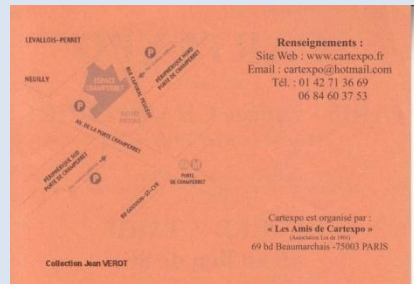 LEVALLOIS-PERRET
NEUILLY
P
ESPACE
CHAMPERRET
RUE CAPORAL PEUGEOT
PÉRIPHÉRIQUE NORD
PORTE DE CHAMPERRET
P
AV. DE LA PORTE CHAMPERRET
PÉRIPHÉRIQUE SUD
PORTE DE CHAMPERRET
P
M
PORTE
DE CHAMPERRET
BD GOUVION-ST-CYR
Collection Jean VEROT
Renseignements :
Site Web : www.cartexpo.fr
Email : cartexpo@hotmail.com
Tél. : 01 42 71 36 69
06 84 60 37 53
Cartexpo est organisé par :
« Les Amis de Cartexpo »
(Association Loi de 1901)
69 bd Beaumarchais -75003 PARIS